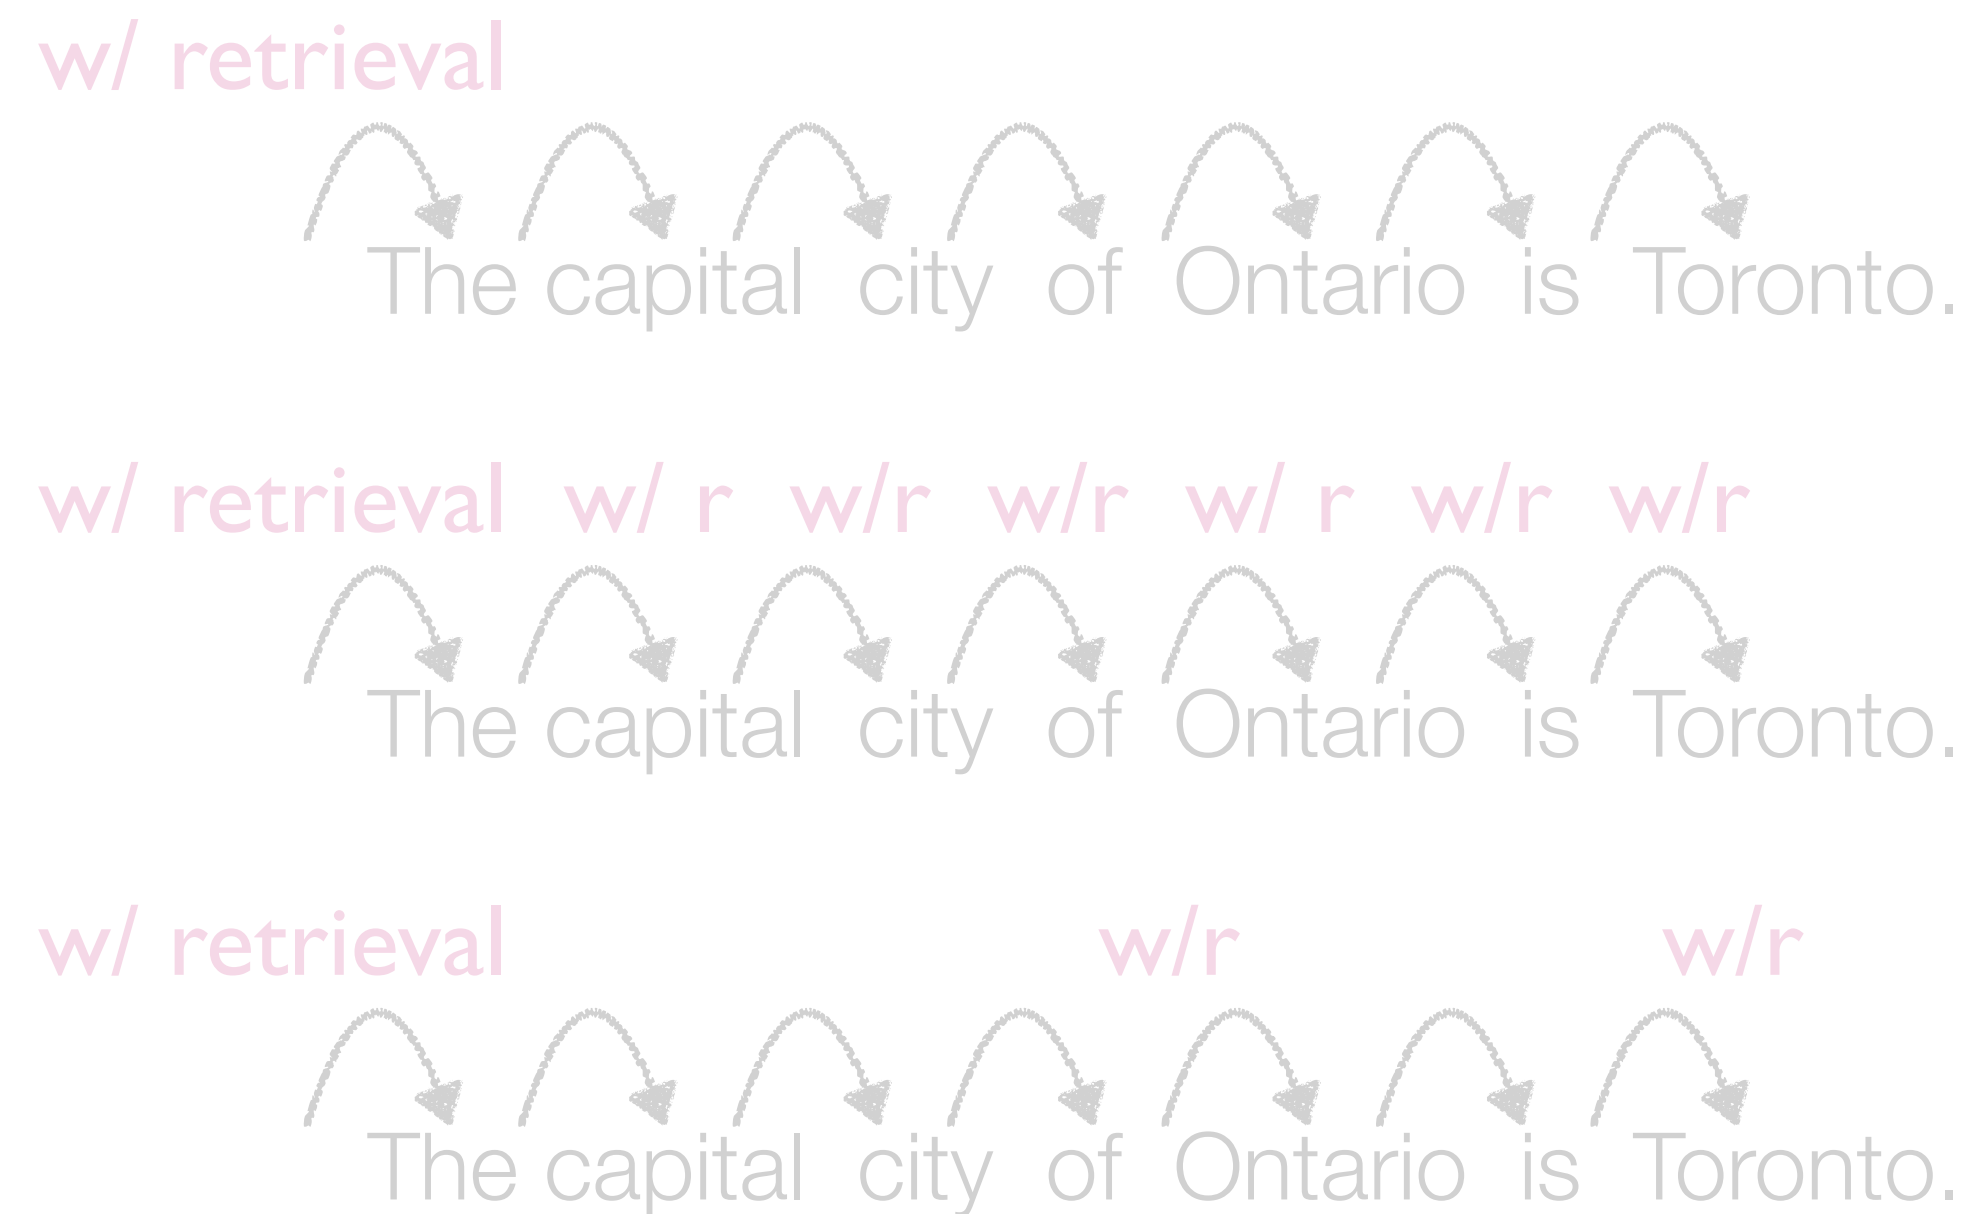 w/ retrieval
The capital city of Ontario is Toronto.
w/ retrieval w/ r w/r w/r w/ r w/r w/r
The capital city of Ontario is Toronto.
w/ retrieval w/r w/r
The capital city of Ontario is Toronto.